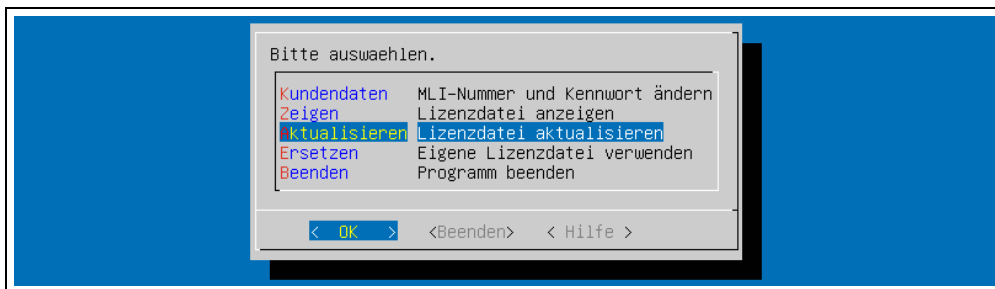 Bitte auswaehlen.
Kundendaten MLI-Nummer und Kennwort ändern
Zeigen Lizenzdatei anzeigen
Aktualisieren Lizenzdatei aktualisieren
Ersetzen Eigene Lizenzdatei verwenden
Beenden Programm beenden
< OK > <Beenden> < Hilfe >